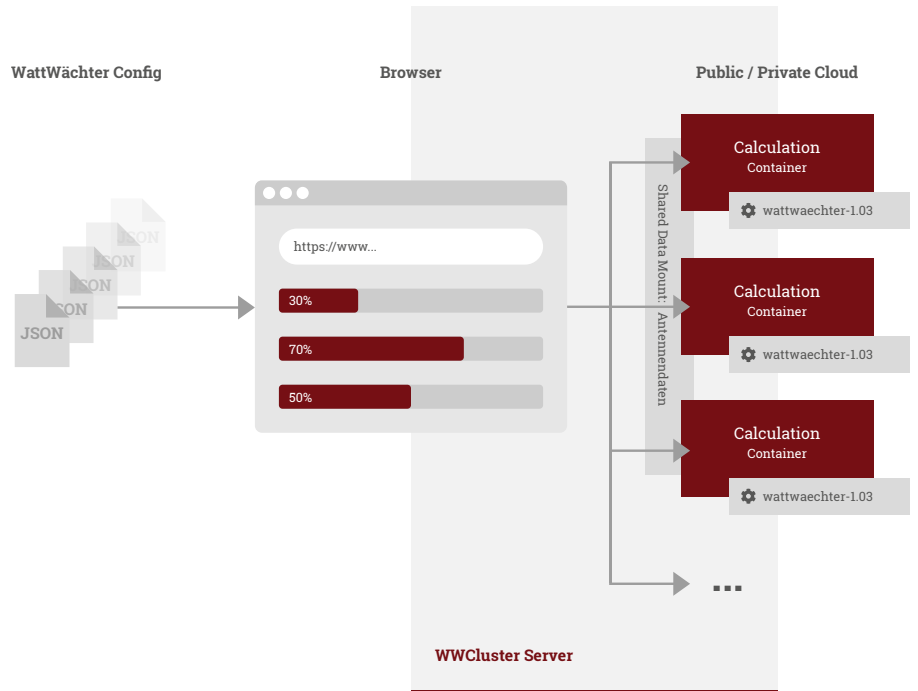 WattWächter Config
Browser
Public / Private Cloud
JSON
JSON
JSON
JSON
JSON
https://www...
30%
70%
50%
Shared Data Mount: Antennendaten
Calculation
Container
wattwaechter-1.03
Calculation
Container
wattwaechter-1.03
Calculation
Container
wattwaechter-1.03
...
WWCluster Server